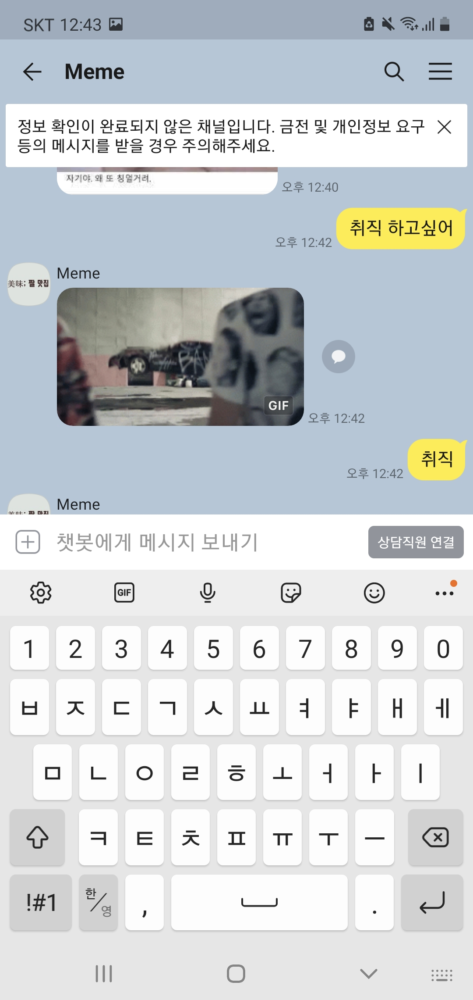 SKT 12:43
Meme
정보 확인이 완료되지 않은 채널입니다. 금전 및 개인정보 요구
등의 메시지를 받을 경우 주의해주세요.
자기야. 왜 또 칭얼거려.
오후 12:40
취직 하고싶어
오후 12:42
Meme
美味; 짤 맛집
BAN
GIF
오후 12:42
취직
오후 12:42
Meme
美味; 짤 맛집
챗봇에게 메시지 보내기
상담직원 연결
GIF
1 2 3 4 5 6 7 8 9 0
ㅂ ㅈ ㄷ ㄱ ㅅ ㅛ ㅕ ㅑ ㅐ ㅔ
ㅁ ㄴ ㅇ ㄹ ㅎ ㅗ ㅓ ㅏ ㅣ
ㅋ ㅌ ㅊ ㅍ ㅠ ㅜ ㅡ
!#1 한/영 , .